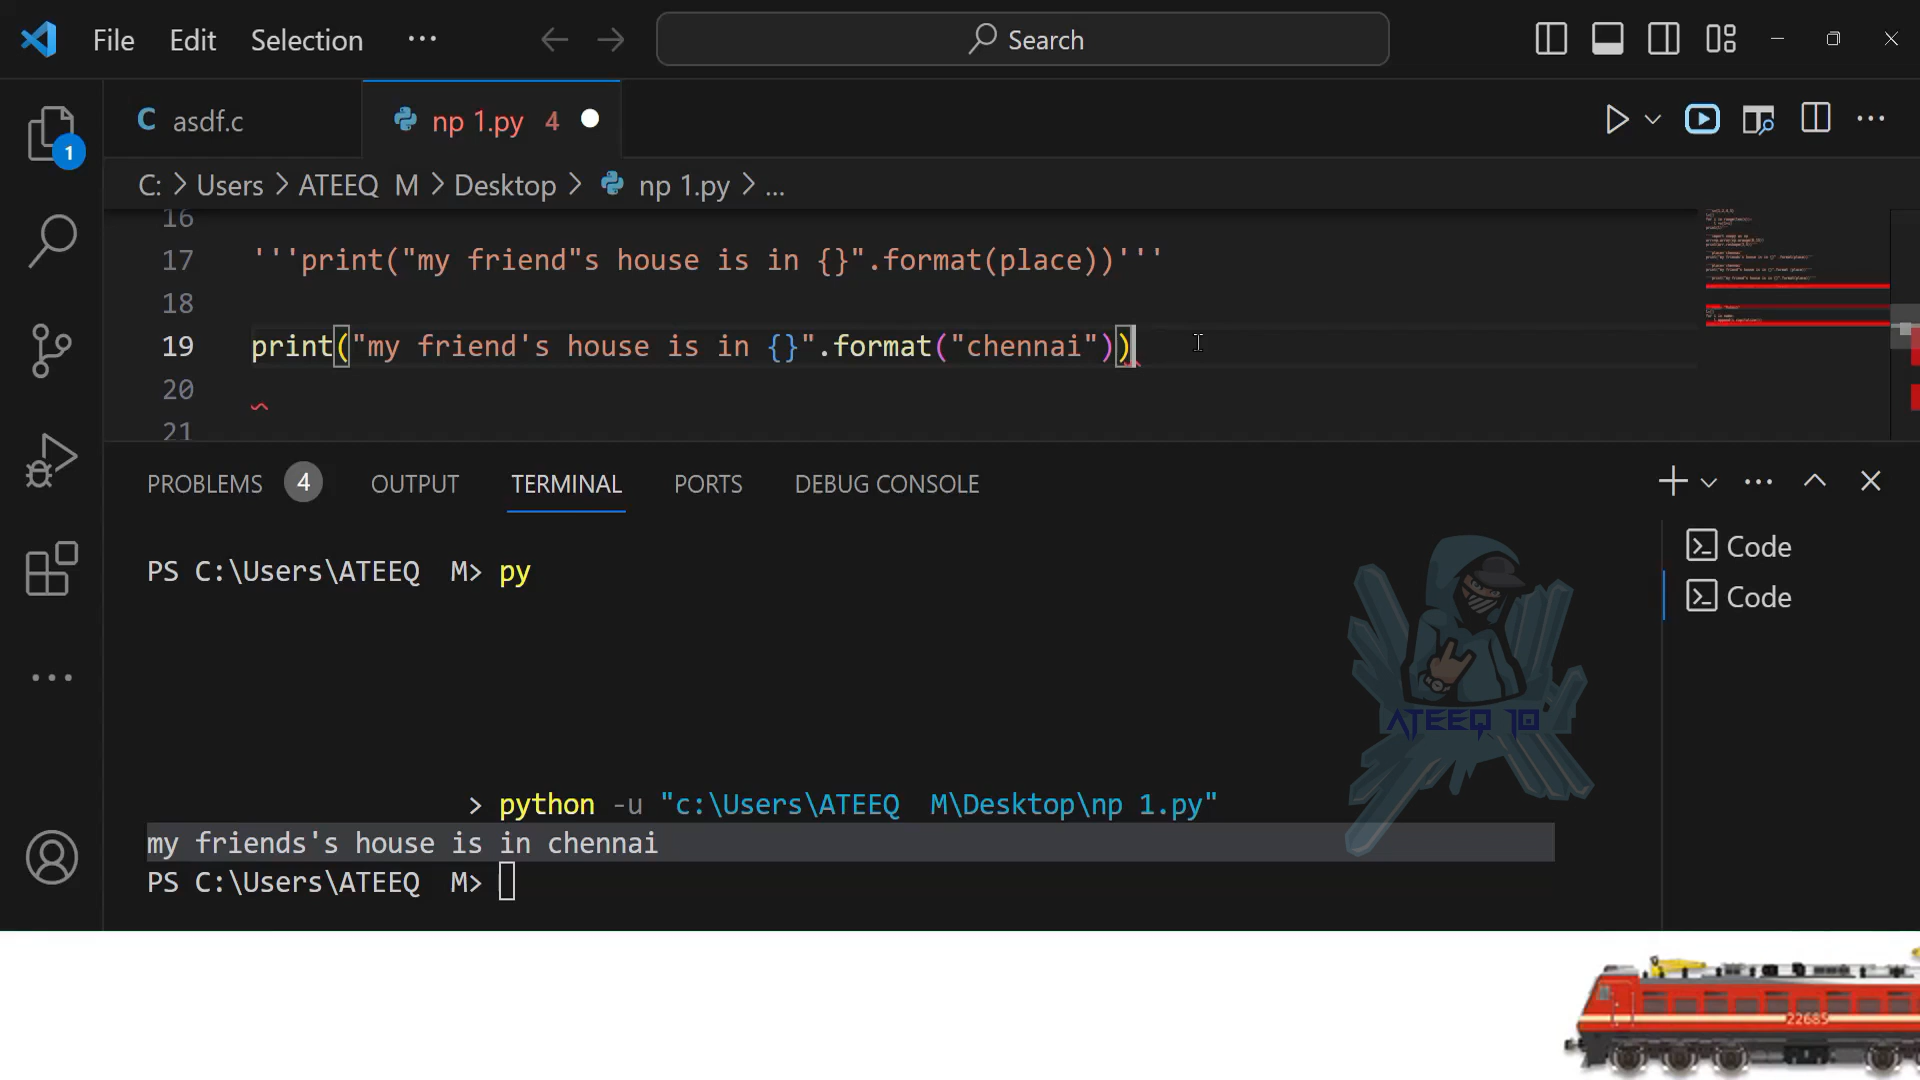 File Edit Selection ··· Search
asdf.c np 1.py 4
C: > Users > ATEEQ  M > Desktop > np 1.py > ...
16
17 '''print("my friend"s house is in {}".format(place))'''
18
19 print("my friend's house is in {}".format("chennai"))
20
21
PROBLEMS 4 OUTPUT TERMINAL PORTS DEBUG CONSOLE
1
PS C:\Users\ATEEQ  M> py
Code
Code
ATEEQ 10
> python -u "c:\Users\ATEEQ  M\Desktop\np 1.py"
my friends's house is in chennai
PS C:\Users\ATEEQ  M>
22685